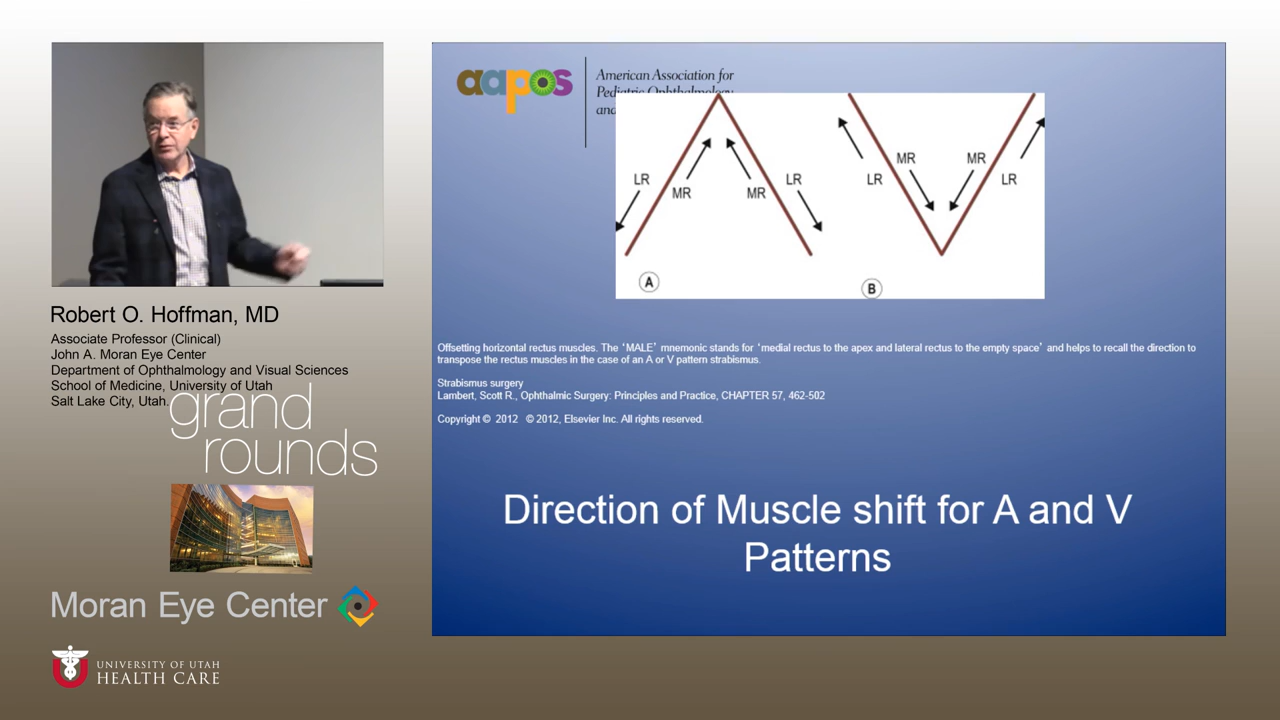 Robert O. Hoffman, MD
Associate Professor (Clinical)
John A. Moran Eye Center
Department of Ophthalmology and Visual Sciences
School of Medicine, University of Utah
Salt Lake City, Utah.
grand
rounds
Moran Eye Center
UNIVERSITY OF UTAH
HEALTH CARE
aapos
American Association for
Pediatric Ophthalmology
and
LR
MR
MR
LR
A
MR
MR
LR
LR
B
Offsetting horizontal rectus muscles. The ‘MALE’ mnemonic stands for ‘medial rectus to the apex and lateral rectus to the empty space’ and helps to recall the direction to
transpose the rectus muscles in the case of an A or V pattern strabismus.
Strabismus surgery
Lambert, Scott R., Ophthalmic Surgery: Principles and Practice, CHAPTER 57, 462-502
Copyright © 2012 © 2012, Elsevier Inc. All rights reserved.
Direction of Muscle shift for A and V
Patterns